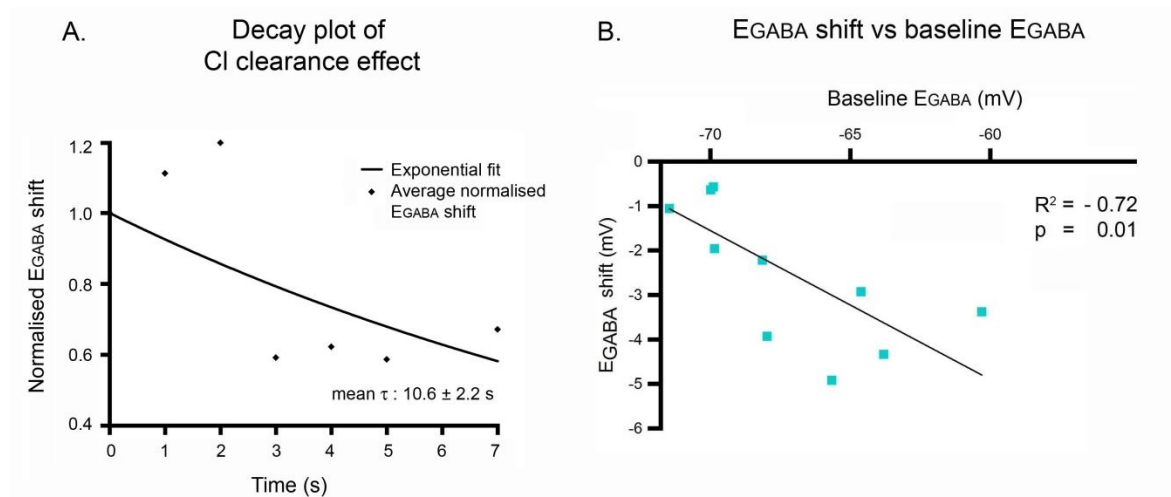 A.
Decay plot of
Cl clearance effect
Normalised EGABA shift
1.2
1.0
0.8
0.6
0.4
0 1 2 3 4 5 6 7
Time (s)
Exponential fit
Average normalised
EGABA shift
mean τ : 10.6 ± 2.2 s
B.
EGABA shift vs baseline EGABA
Baseline EGABA (mV)
-70 -65 -60
EGABA shift (mV)
0
-1
-2
-3
-4
-5
-6
R² = - 0.72
p = 0.01